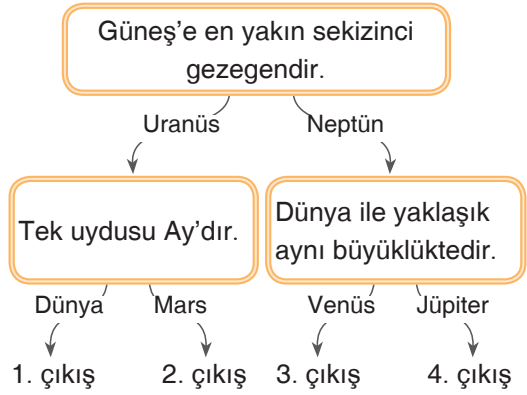 Güneş’e en yakın sekizinci
gezegendir.
Uranüs
Neptün
Tek uydusu Ay’dır.
Dünya ile yaklaşık
aynı büyüklüktedir.
Dünya
Mars
Venüs
Jüpiter
1. çıkış
2. çıkış
3. çıkış
4. çıkış